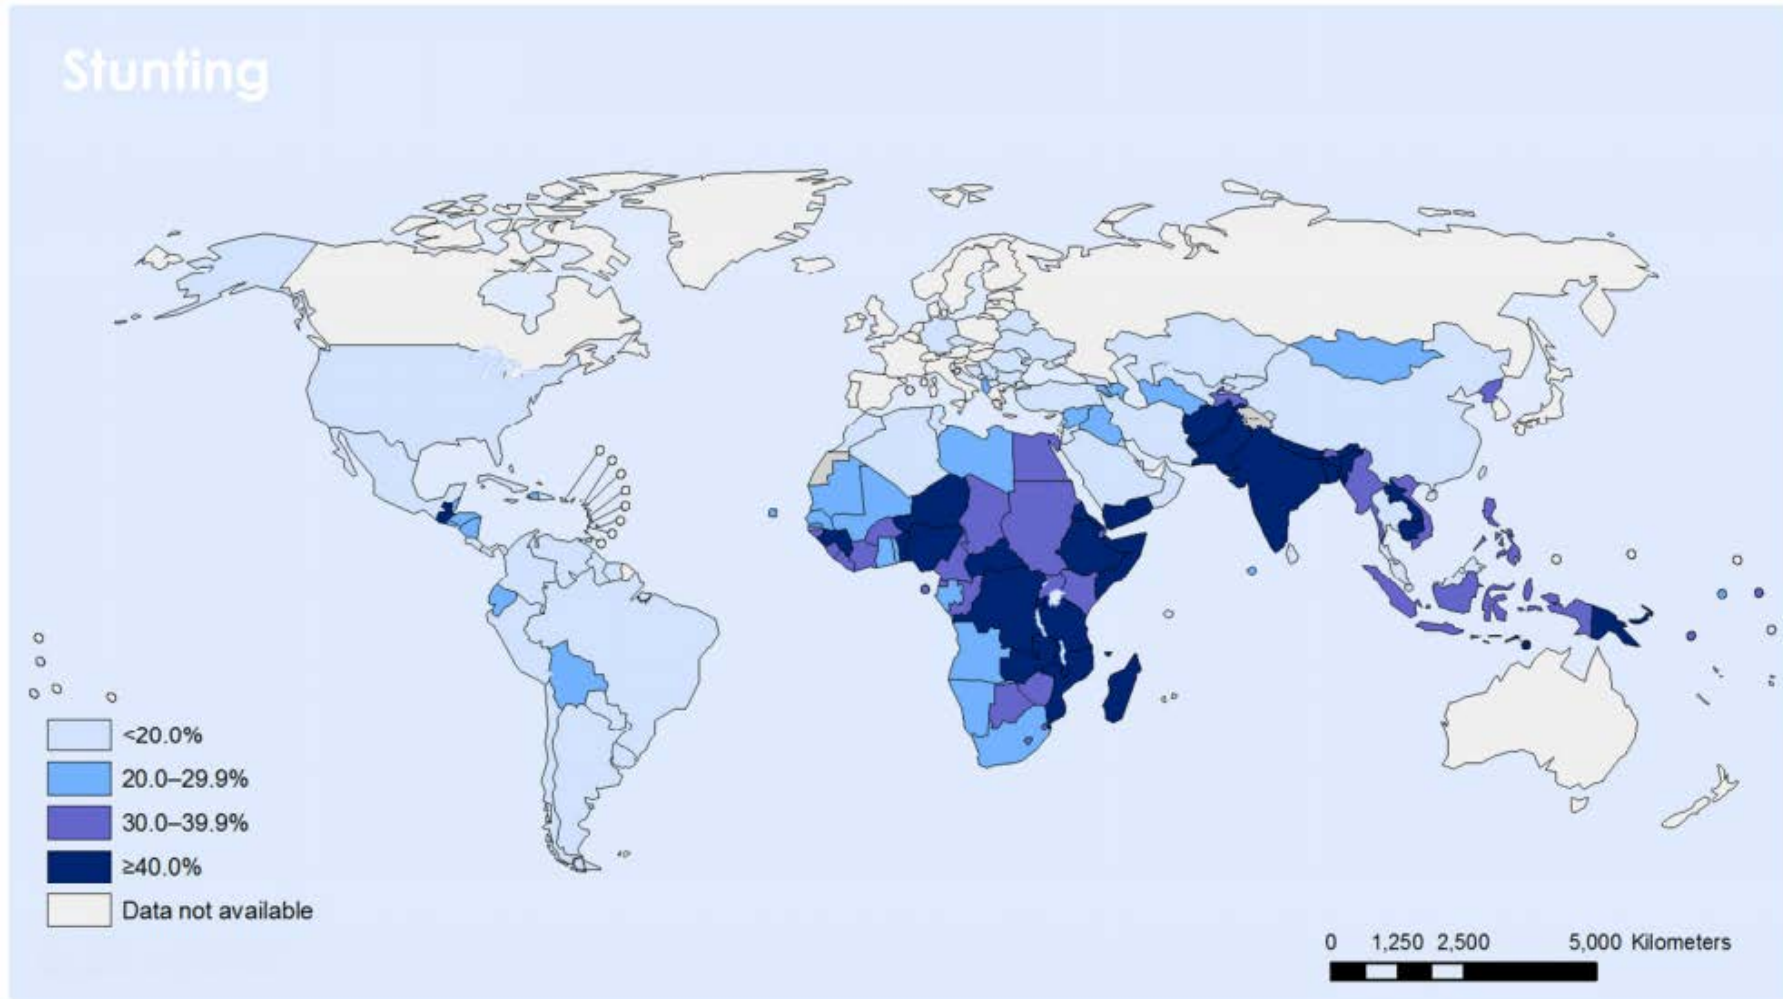 Stunting
<20.0%
20.0–29.9%
30.0–39.9%
≥40.0%
Data not available
0 1,250 2,500 5,000 Kilometers